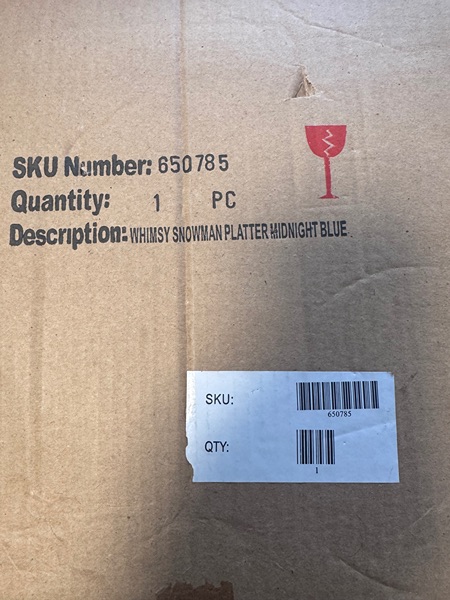 SKU Number: 650785
Quantity: 1 PC
Description: WHIMSY SNOWMAN PLATTER MIDNIGHT BLUE
SKU:
650785
QTY:
1